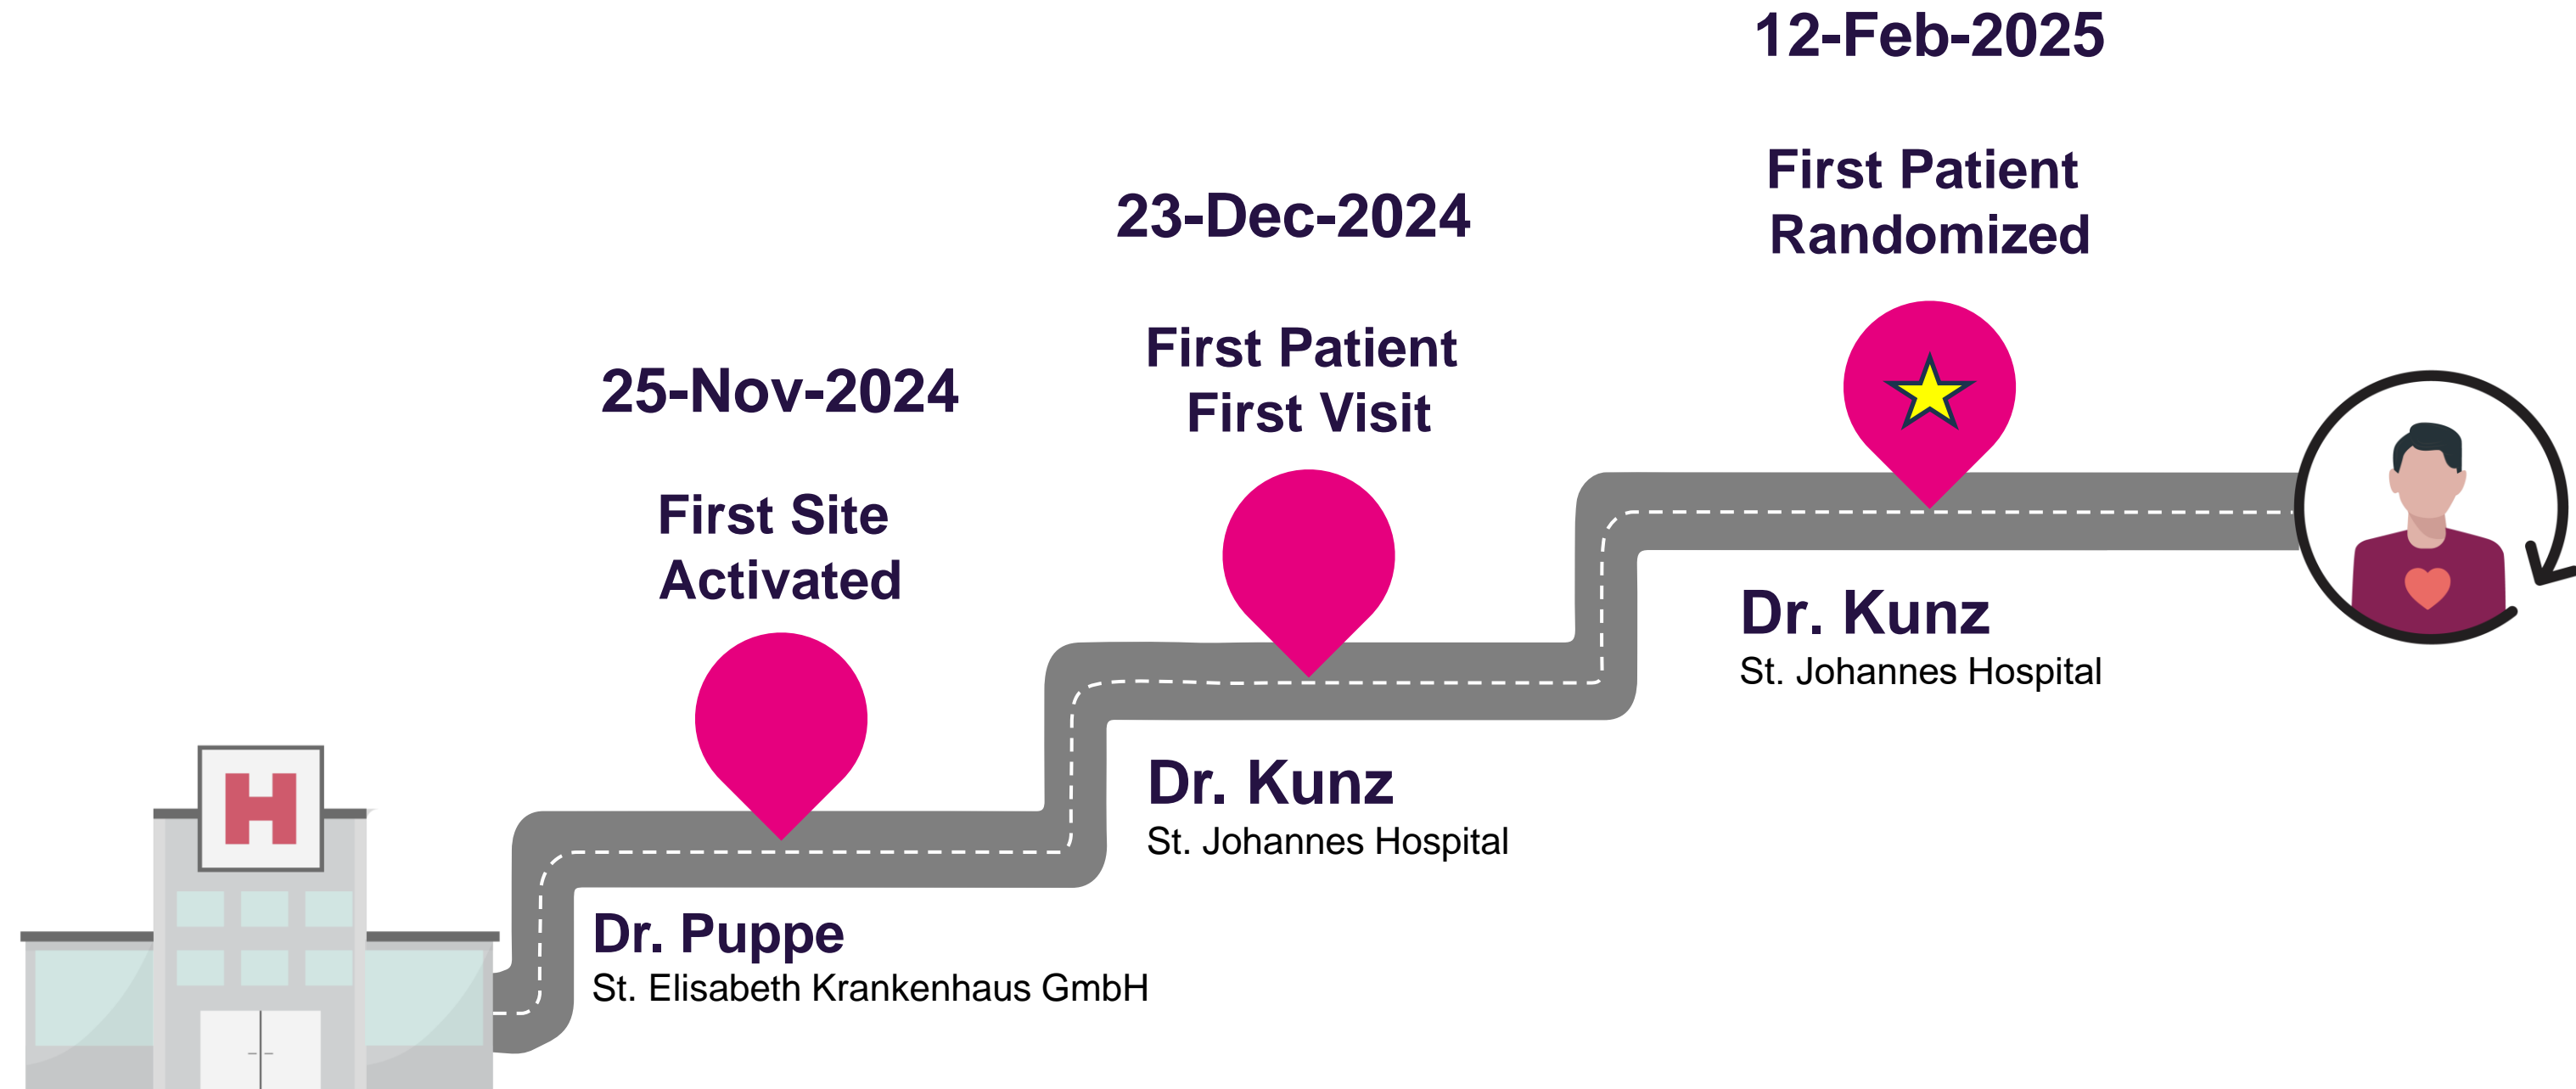 25-Nov-2024
First Site
Activated
Dr. Puppe
St. Elisabeth Krankenhaus GmbH
23-Dec-2024
First Patient
First Visit
Dr. Kunz
St. Johannes Hospital
12-Feb-2025
First Patient
Randomized
Dr. Kunz
St. Johannes Hospital
H